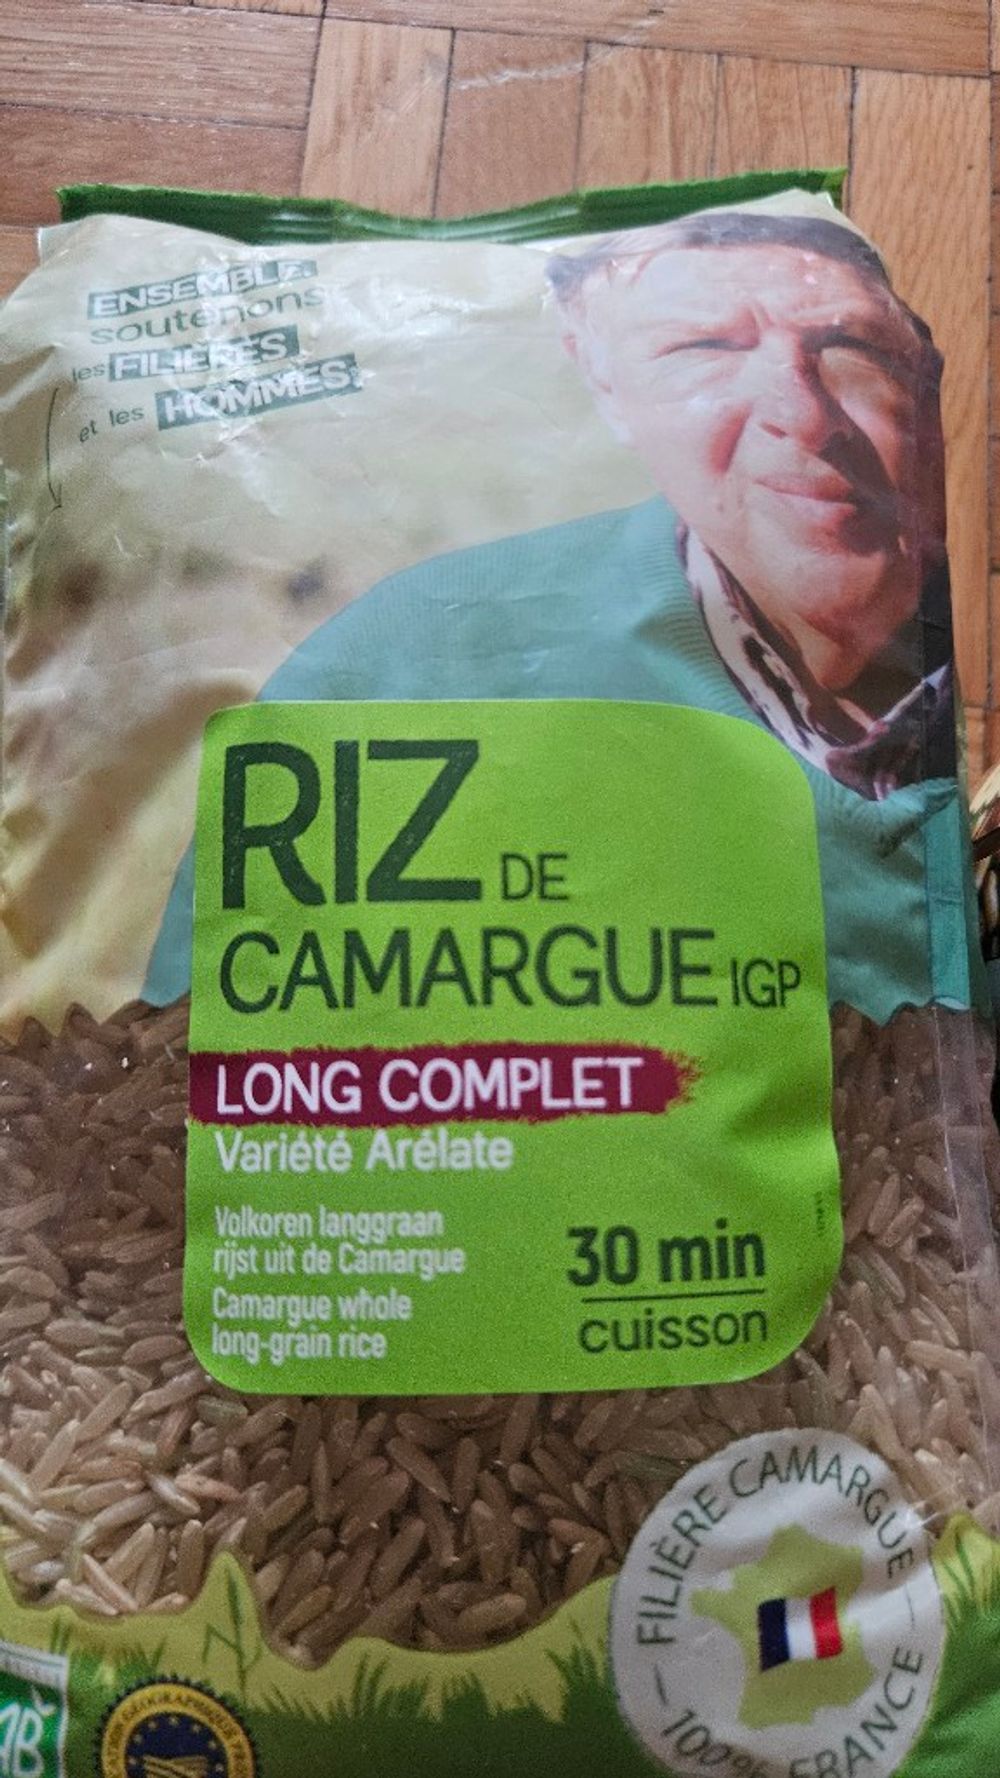 ENSEMBLE
soutenons
les FILIÈRES
et les HOMMES
RIZ DE
CAMARGUE IGP
LONG COMPLET
Variété Arélate
Volkoren langgraan
rijst uit de Camargue
Camargue whole
long-grain rice
30 min
cuisson
FILIÈRE CAMARGUE
100% FRANCE
AB